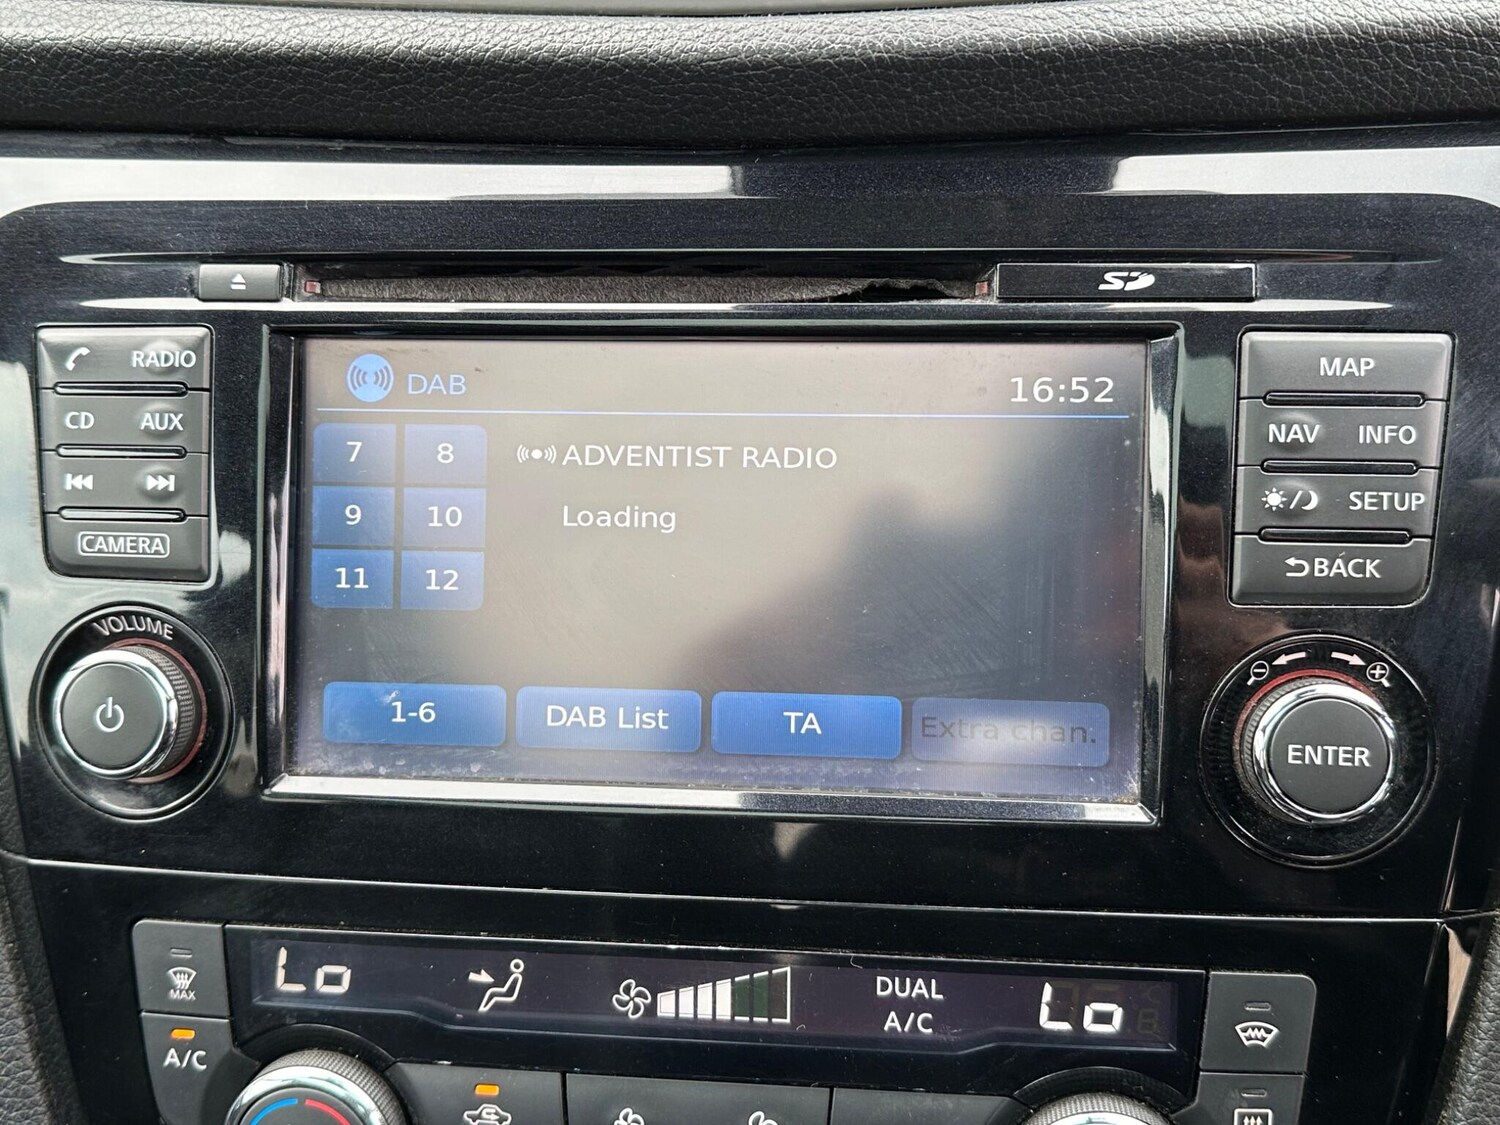 SD
RADIO
CD AUX
CAMERA
VOLUME
DAB
16:52
7 8
9 10
11 12
ADVENTIST RADIO
Loading
1-6
DAB List
TA
Extra chan.
MAP
NAV INFO
SETUP
BACK
ENTER
MAX
A/C
Lo
DUAL
A/C
Lo